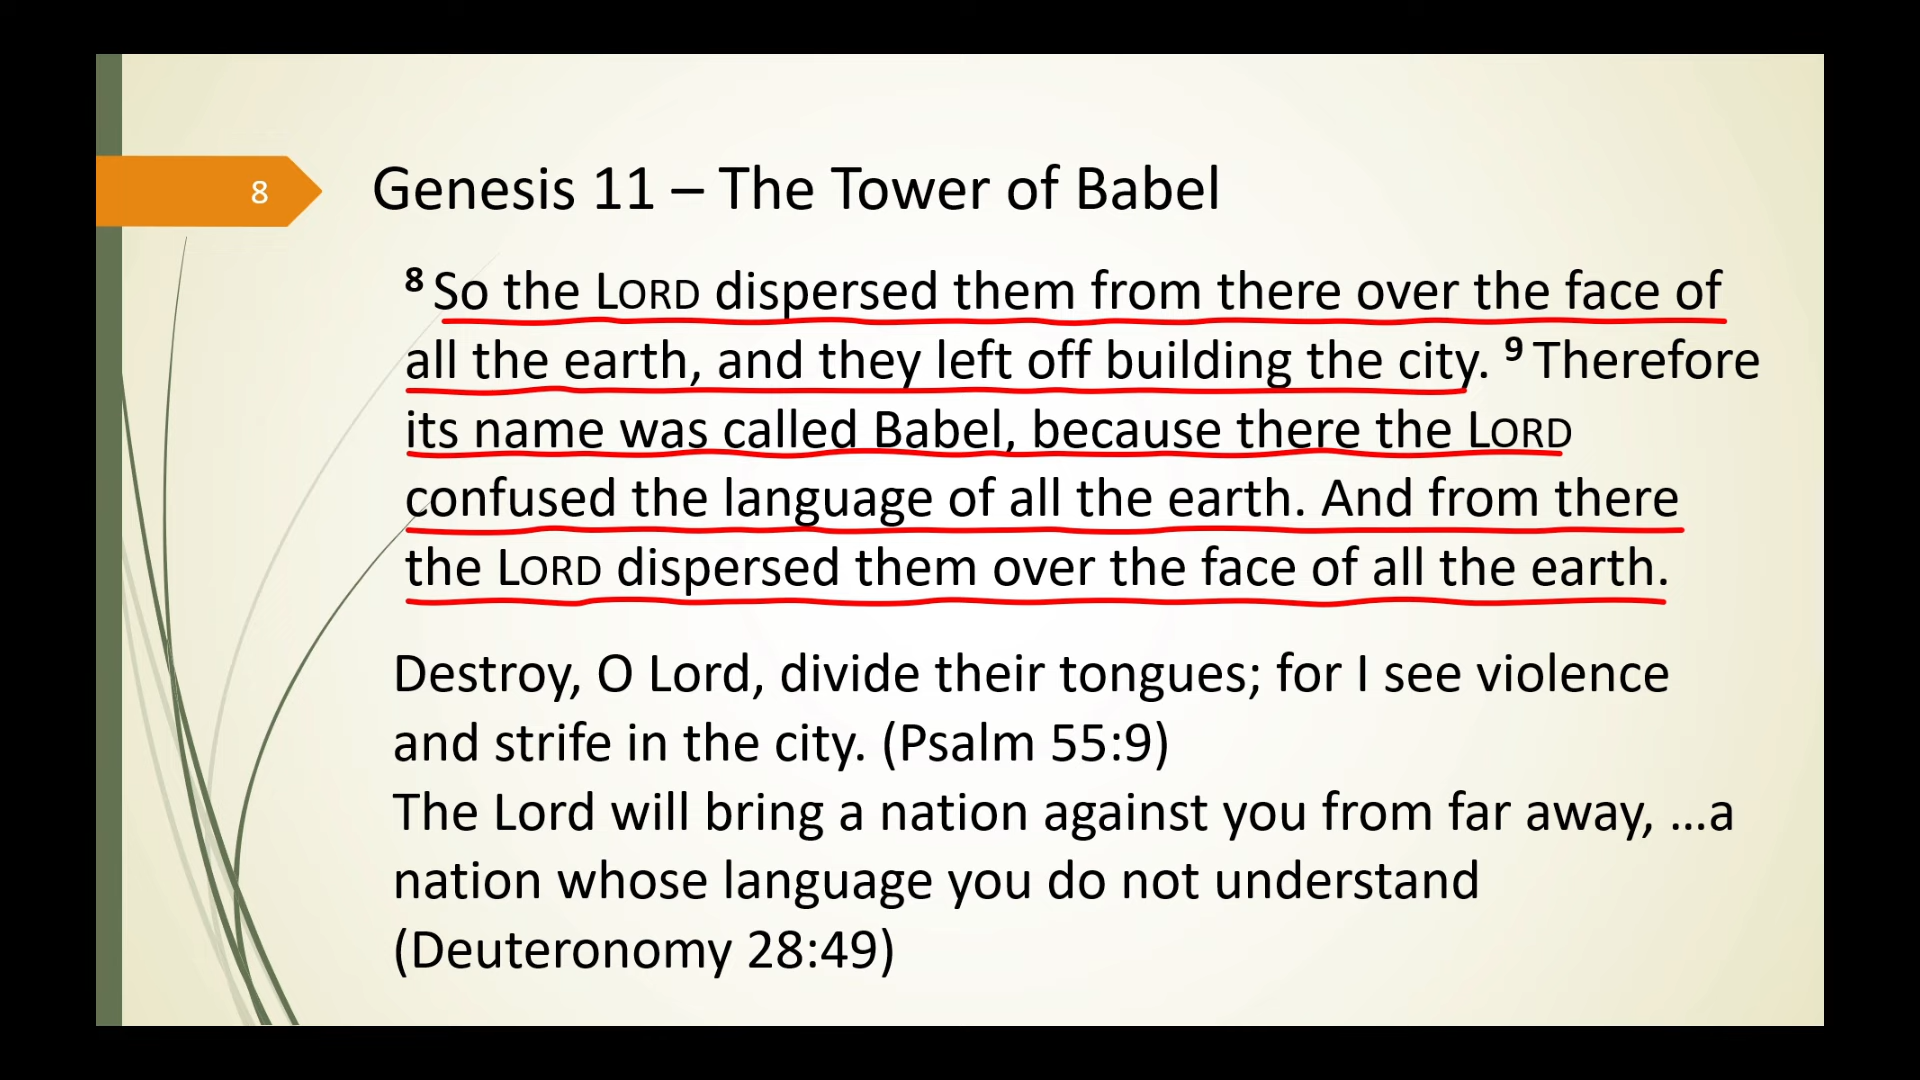 8
Genesis 11 – The Tower of Babel
8 So the LORD dispersed them from there over the face of
all the earth, and they left off building the city. 9 Therefore
its name was called Babel, because there the LORD
confused the language of all the earth. And from there
the LORD dispersed them over the face of all the earth.
Destroy, O Lord, divide their tongues; for I see violence
and strife in the city. (Psalm 55:9)
The Lord will bring a nation against you from far away, …a
nation whose language you do not understand
(Deuteronomy 28:49)